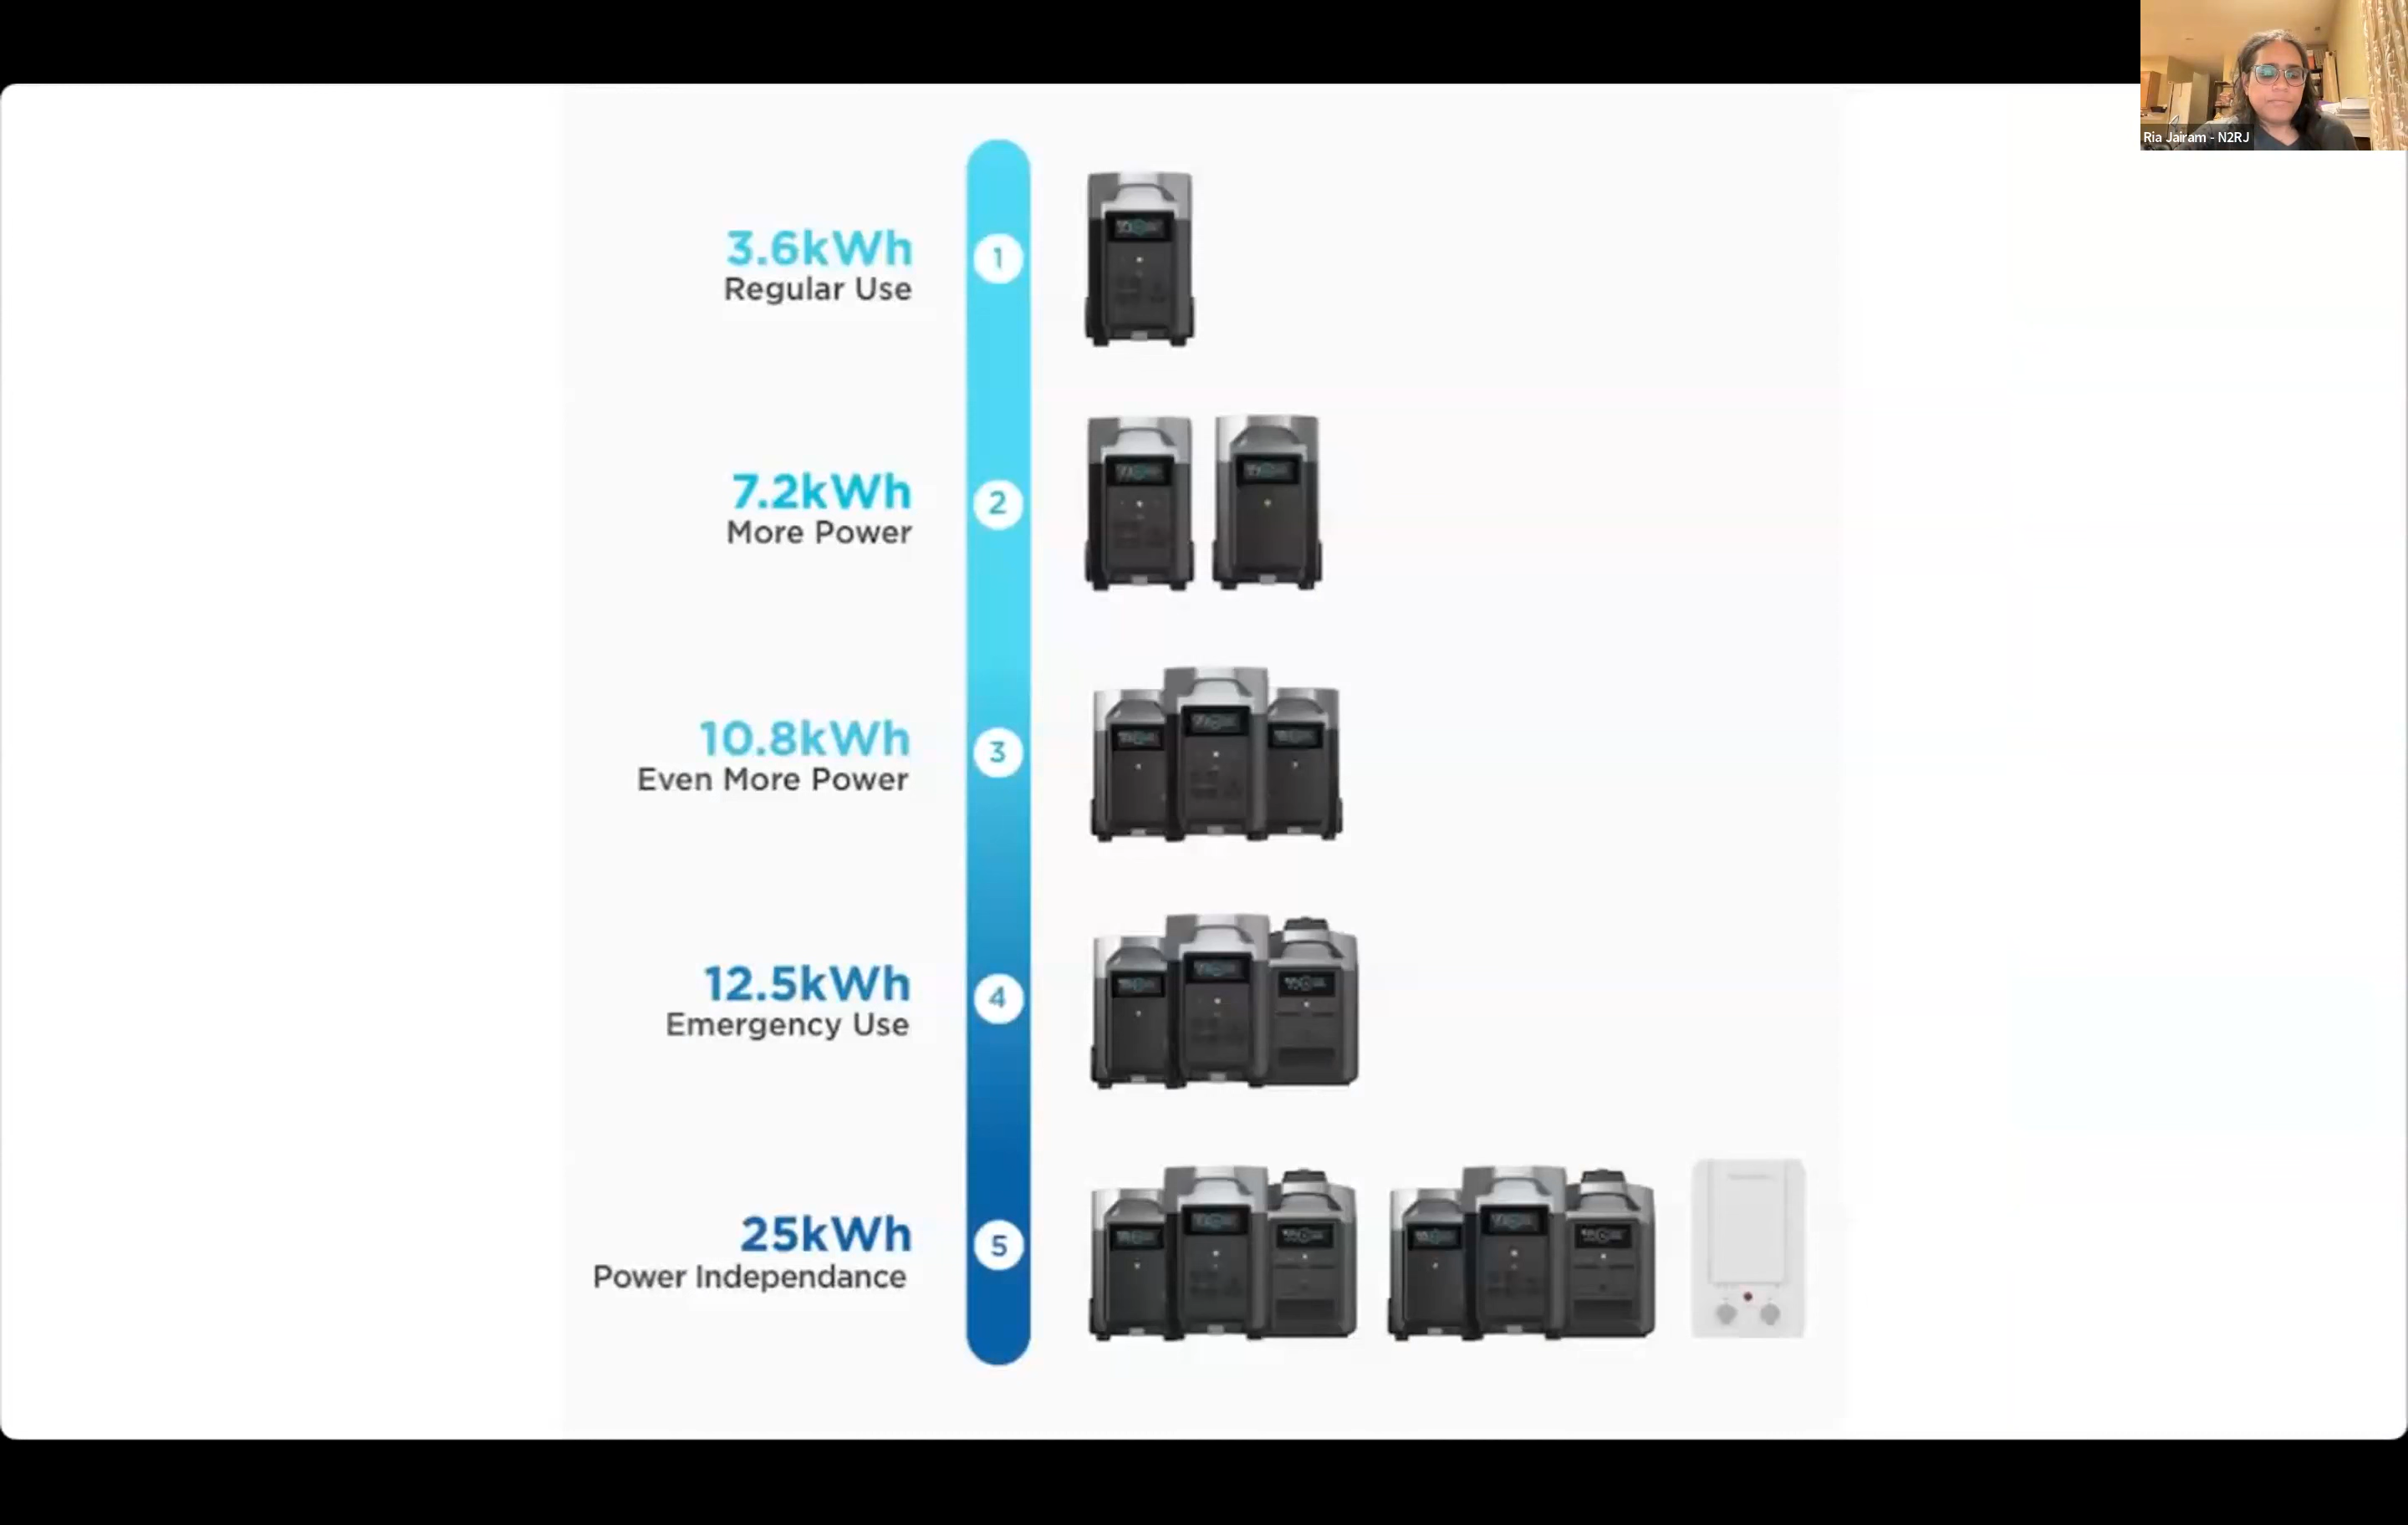 Ria Jairam - N2RJ
3.6kWh
Regular Use
1
7.2kWh
More Power
2
10.8kWh
Even More Power
3
12.5kWh
Emergency Use
4
25kWh
Power Independance
5